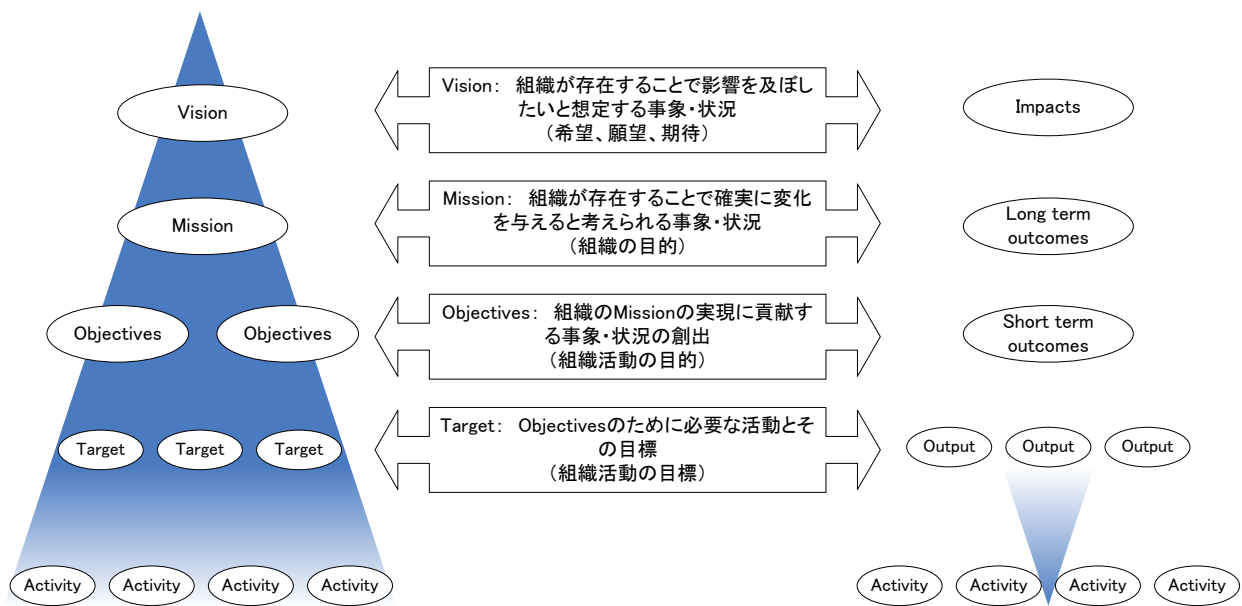 Vision
Vision： 組織が存在することで影響を及ぼし
たいと想定する事象・状況
（希望、願望、期待）
Impacts
Mission
Mission： 組織が存在することで確実に変化
を与えると考えられる事象・状況
（組織の目的）
Long term
outcomes
Objectives
Objectives
Objectives： 組織のMissionの実現に貢献す
る事象・状況の創出
（組織活動の目的）
Short term
outcomes
Target
Target
Target
Target： Objectivesのために必要な活動とそ
の目標
（組織活動の目標）
Output
Output
Output
Activity
Activity
Activity
Activity
Activity
Activity
Activity
Activity